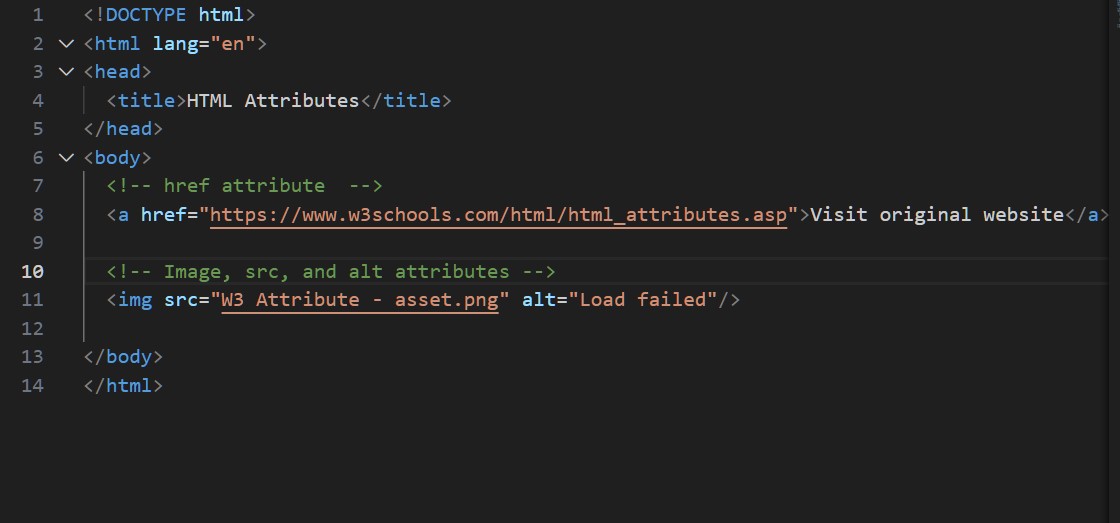 1 <!DOCTYPE html>
2 <html lang="en">
3 <head>
4 <title>HTML Attributes</title>
5 </head>
6 <body>
7 <!-- href attribute  -->
8 <a href="https://www.w3schools.com/html/html_attributes.asp">Visit original website</a>
9
10 <!-- Image, src, and alt attributes -->
11 <img src="W3 Attribute - asset.png" alt="Load failed"/>
12
13 </body>
14 </html>